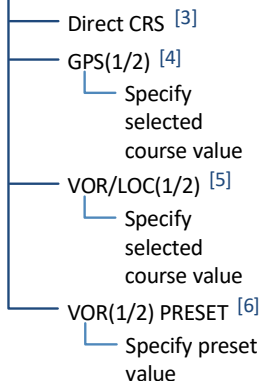 Direct CRS [3]
GPS(1/2) [4]
Specify
selected
course value
VOR/LOC(1/2) [5]
Specify
selected
course value
VOR(1/2) PRESET [6]
Specify preset
value